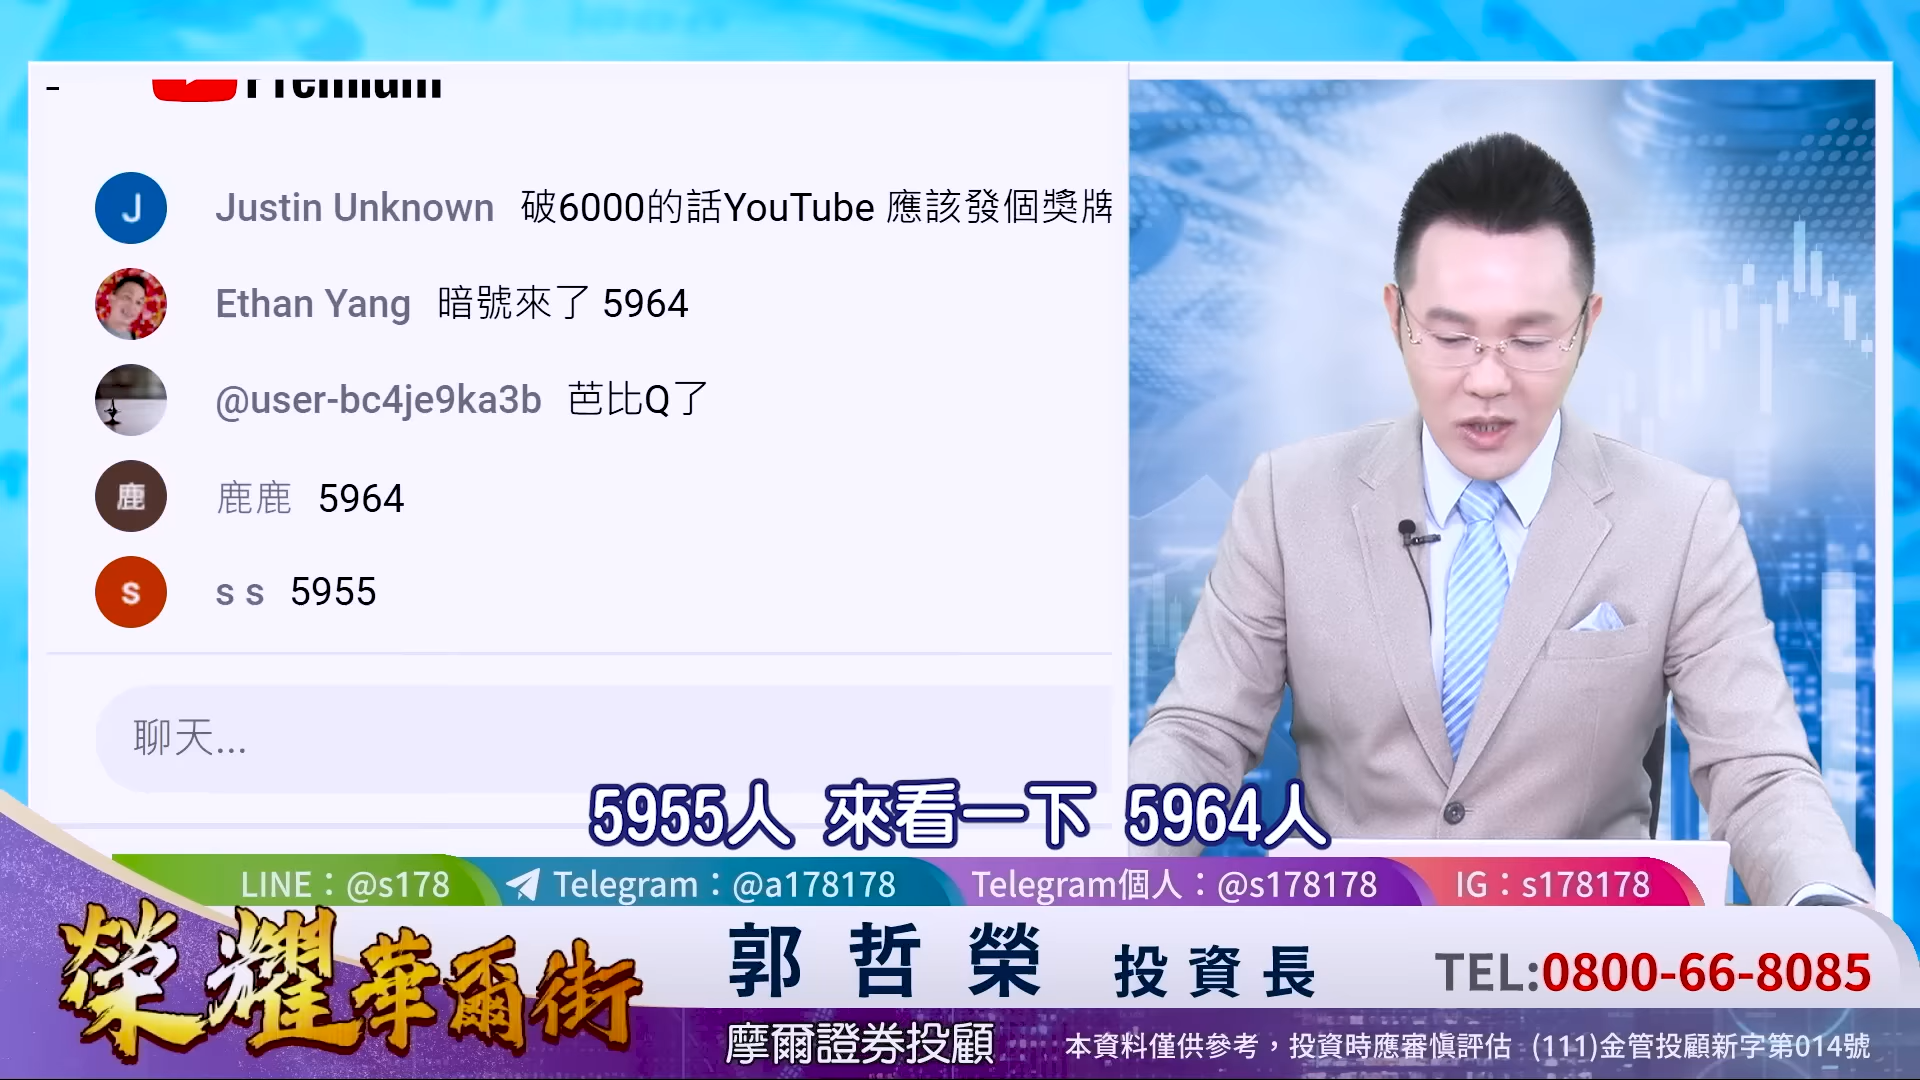 Premium
J
Justin Unknown 破6000的話YouTube 應該發個獎牌
Ethan Yang 暗號來了 5964
@user-bc4je9ka3b 芭比Q了
鹿
鹿鹿 5964
s
s s 5955
聊天...
5955人 來看一下 5964人
LINE：@s178
Telegram：@a178178
Telegram個人：@s178178
IG：s178178
榮耀華爾街
郭哲榮 投資長
TEL:0800-66-8085
摩爾證券投顧
本資料僅供參考，投資時應審慎評估 (111)金管投顧新字第014號